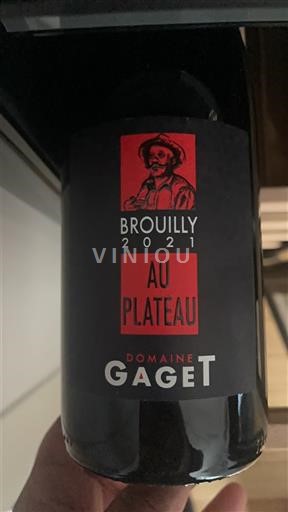 BROUILLY
2021
VINIOU
AU
PLATEAU
DOMAINE
GAGET